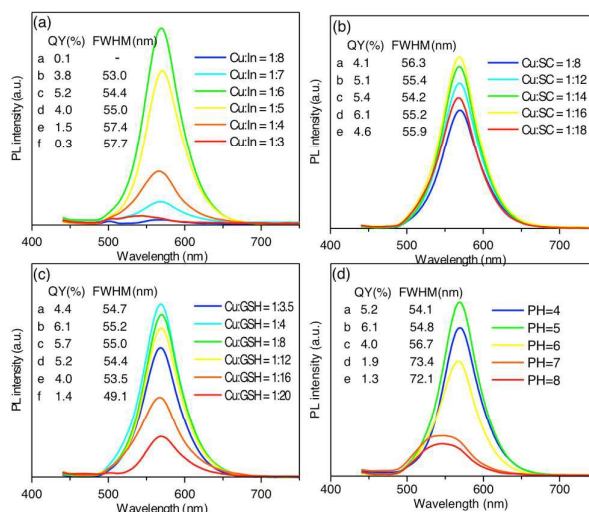 (a)
QY(%) FWHM(nm)
a 0.1 -
b 3.8 53.0
c 5.2 54.4
d 4.0 55.0
e 1.5 57.4
f 0.3 57.7
Cu:In = 1:8
Cu:In = 1:7
Cu:In = 1:6
Cu:In = 1:5
Cu:In = 1:4
Cu:In = 1:3
PL intensity (a.u.)
400 500 600 700
Wavelength (nm)
(b)
QY(%) FWHM(nm)
a 4.1 56.3
b 5.1 55.4
c 5.4 54.2
d 6.1 55.2
e 4.6 55.9
Cu:SC = 1:8
Cu:SC = 1:12
Cu:SC = 1:14
Cu:SC = 1:16
Cu:SC = 1:18
PL intensity (a.u.)
400 500 600 700
Wavelength (nm)
(c)
QY(%) FWHM(nm)
a 4.4 54.7
b 6.1 55.2
c 5.7 55.0
d 5.2 54.4
e 4.0 53.5
f 1.4 49.1
Cu:GSH = 1:3.5
Cu:GSH = 1:4
Cu:GSH = 1:8
Cu:GSH = 1:12
Cu:GSH = 1:16
Cu:GSH = 1:20
PL intensity (a.u.)
400 500 600 700
Wavelength (nm)
(d)
QY(%) FWHM(nm)
a 5.2 54.1
b 6.1 54.8
c 4.0 56.7
d 1.9 73.4
e 1.3 72.1
PH=4
PH=5
PH=6
PH=7
PH=8
PL intensity (a.u.)
400 500 600 700
Wavelength (nm)